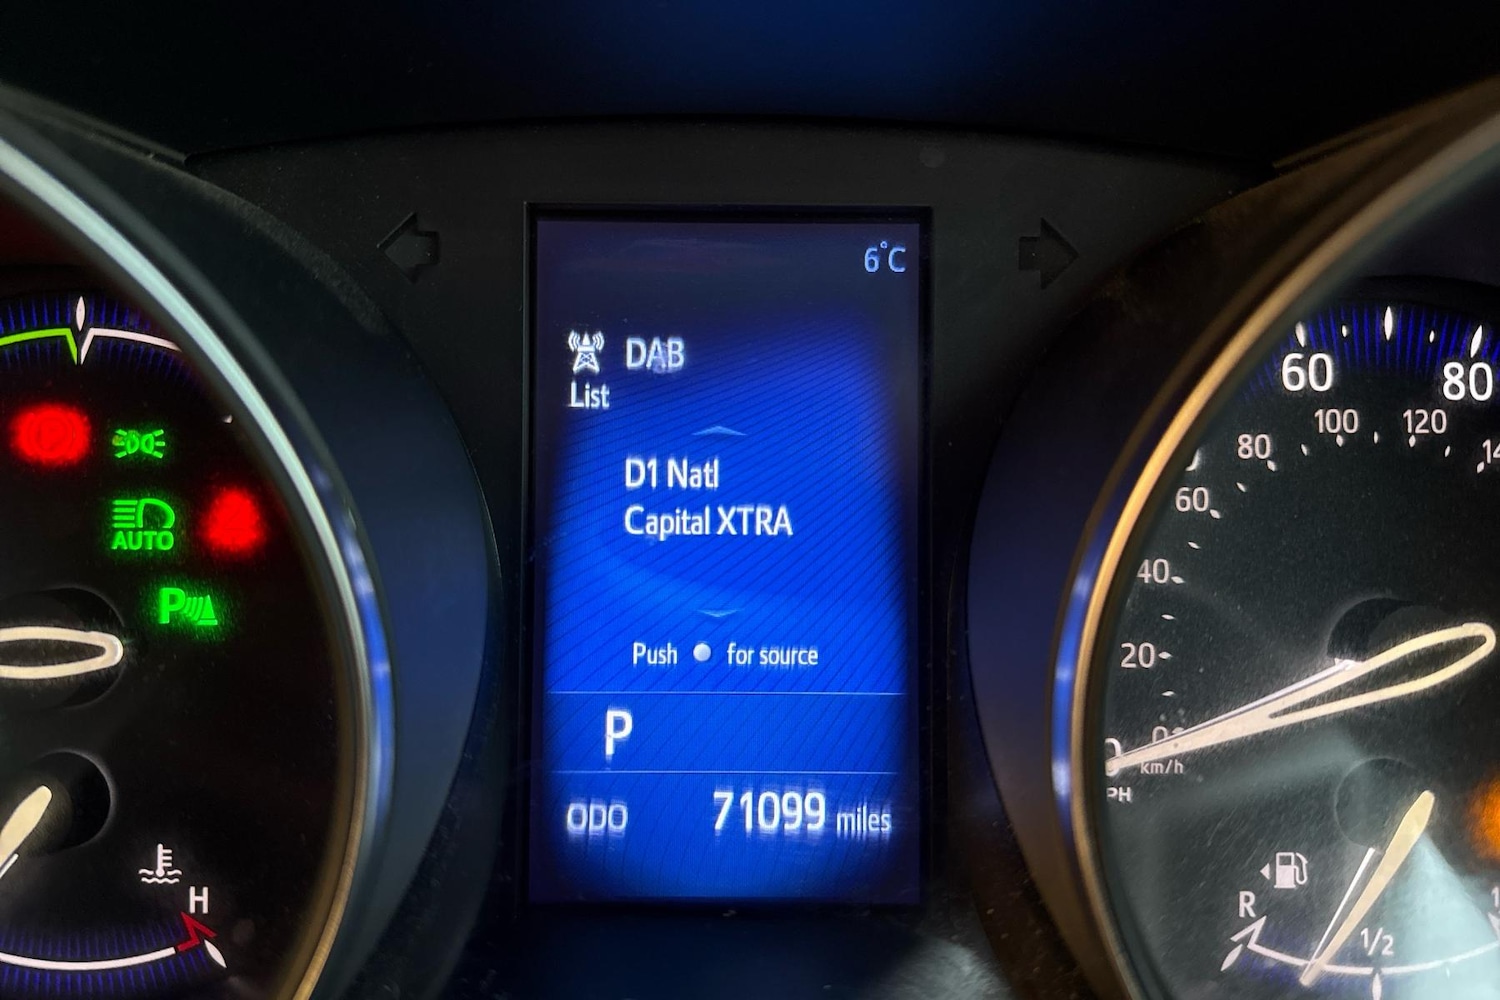 6°C
DAB
List
D1 Natl
Capital XTRA
Push for source
P
ODO 71099 miles
AUTO
P
H
60
80
100
120
80
60
40
20
0
km/h
R
1/2